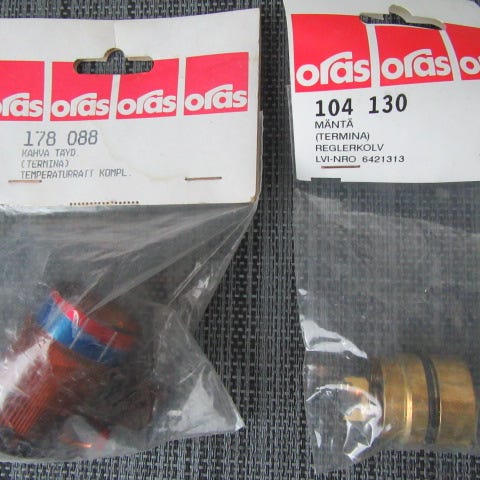 oras oras oras oras
178 088
KAHVA TÄYD.
(TERMINA)
TEMPERATURRATT KOMPL.
oras oras oras
104 130
MÄNTÄ
(TERMINA)
REGLERKOLV
LVI-NRO 6421313